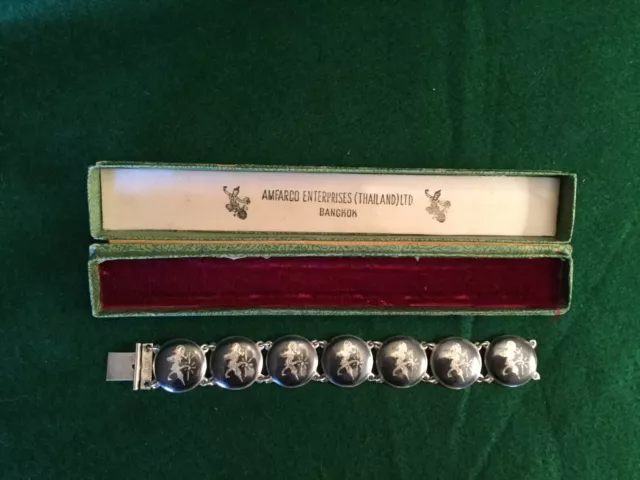 AMFARCO ENTERPRISES (THAILAND) LTD
BANGKOK